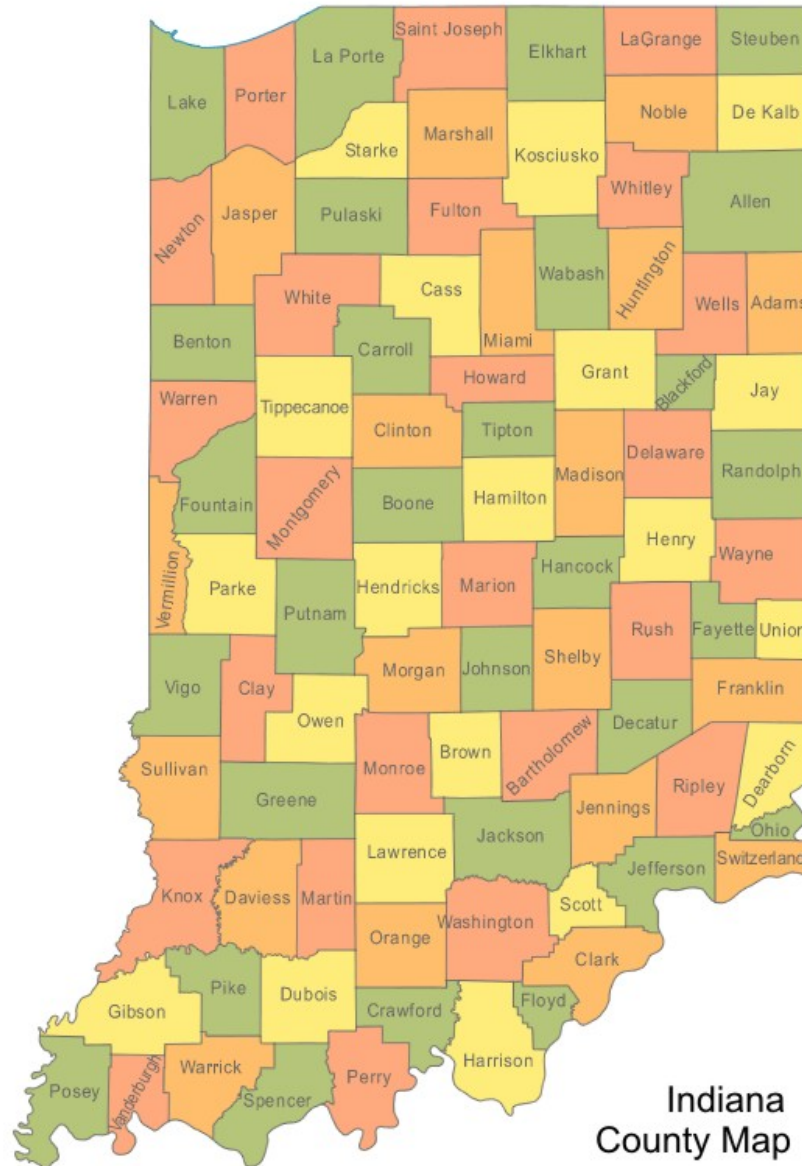 Saint Joseph
La Porte
Elkhart
LaGrange
Steuben
Lake
Porter
Starke
Marshall
Kosciusko
Noble
De Kalb
Newton
Jasper
Pulaski
Fulton
Whitley
Allen
White
Cass
Miami
Wabash
Huntington
Wells
Adams
Benton
Carroll
Howard
Grant
Blackford
Jay
Warren
Tippecanoe
Clinton
Tipton
Madison
Delaware
Randolph
Fountain
Montgomery
Boone
Hamilton
Henry
Wayne
Vermillion
Parke
Putnam
Hendricks
Marion
Hancock
Rush
Fayette
Union
Vigo
Clay
Owen
Morgan
Johnson
Shelby
Decatur
Franklin
Sullivan
Greene
Monroe
Brown
Bartholomew
Jennings
Ripley
Dearborn
Ohio
Switzerland
Knox
Daviess
Martin
Lawrence
Jackson
Scott
Jefferson
Orange
Washington
Clark
Gibson
Pike
Dubois
Crawford
Floyd
Harrison
Posey
Vanderburgh
Warrick
Spencer
Perry
Indiana
County Map